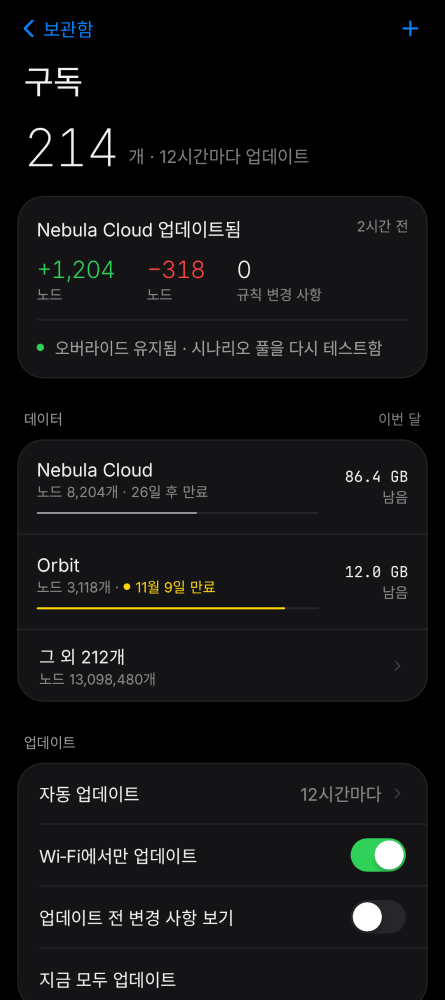 보관함
구독
214 개 · 12시간마다 업데이트
Nebula Cloud 업데이트됨 2시간 전
+1,204 −318 0
노드 노드 규칙 변경 사항
오버라이드 유지됨 · 시나리오 풀을 다시 테스트함
데이터 이번 달
Nebula Cloud 86.4 GB
노드 8,204개 · 26일 후 만료 남음
Orbit 12.0 GB
노드 3,118개 · 11월 9일 만료 남음
그 외 212개
노드 13,098,480개
업데이트
자동 업데이트 12시간마다
Wi-Fi에서만 업데이트
업데이트 전 변경 사항 보기
지금 모두 업데이트